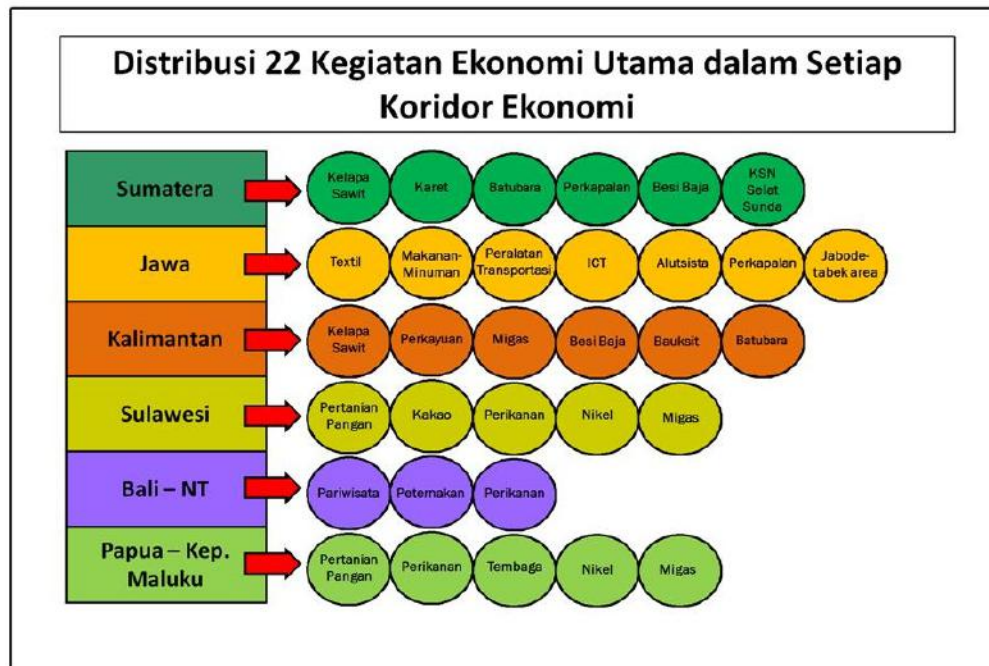 Distribusi 22 Kegiatan Ekonomi Utama dalam Setiap
Koridor Ekonomi
Sumatera
Kelapa
Sawit
Karet
Batubara
Perkapalan
Besi Baja
KSN
Selat
Sunda
Jawa
Textil
Makanan-
Minuman
Peralatan
Transportasi
ICT
Alutsista
Perkapalan
Jabode-
tabek area
Kalimantan
Kelapa
Sawit
Perkayuan
Migas
Besi Baja
Bauksit
Batubara
Sulawesi
Pertanian
Pangan
Kakao
Perikanan
Nikel
Migas
Bali – NT
Pariwisata
Peternakan
Perikanan
Papua – Kep.
Maluku
Pertanian
Pangan
Perikanan
Tembaga
Nikel
Migas